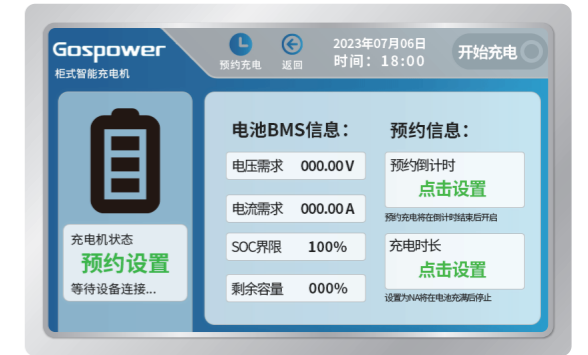 Gospower
柜式智能充电机
预约充电
返回
2023年07月06日
时间：18:00
开始充电
充电机状态
预约设置
等待设备连接...
电池BMS信息：
电压需求 000.00V
电流需求 000.00A
SOC界限 100%
剩余容量 000%
预约信息：
预约倒计时
点击设置
预约充电将在倒计时结束后开启
充电时长
点击设置
设置为NA将在电池充满后停止